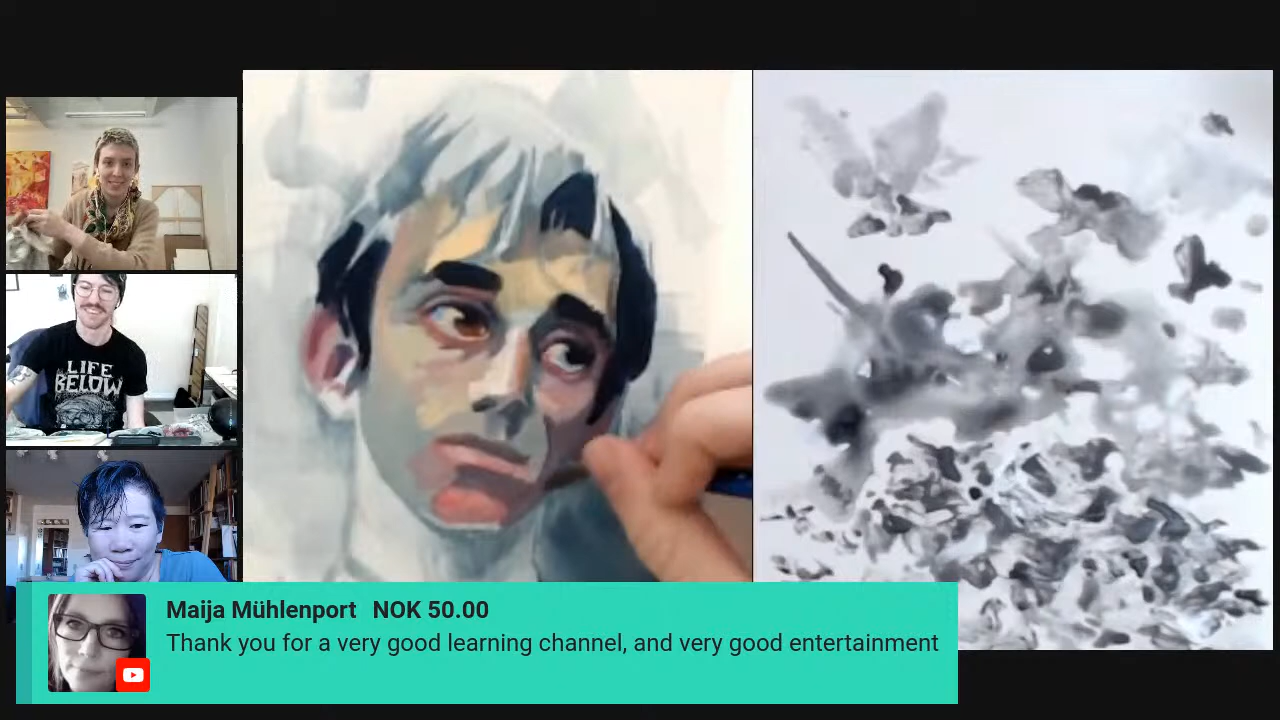 LIFE
BELOW
Maija Mühlenport NOK 50.00
Thank you for a very good learning channel, and very good entertainment